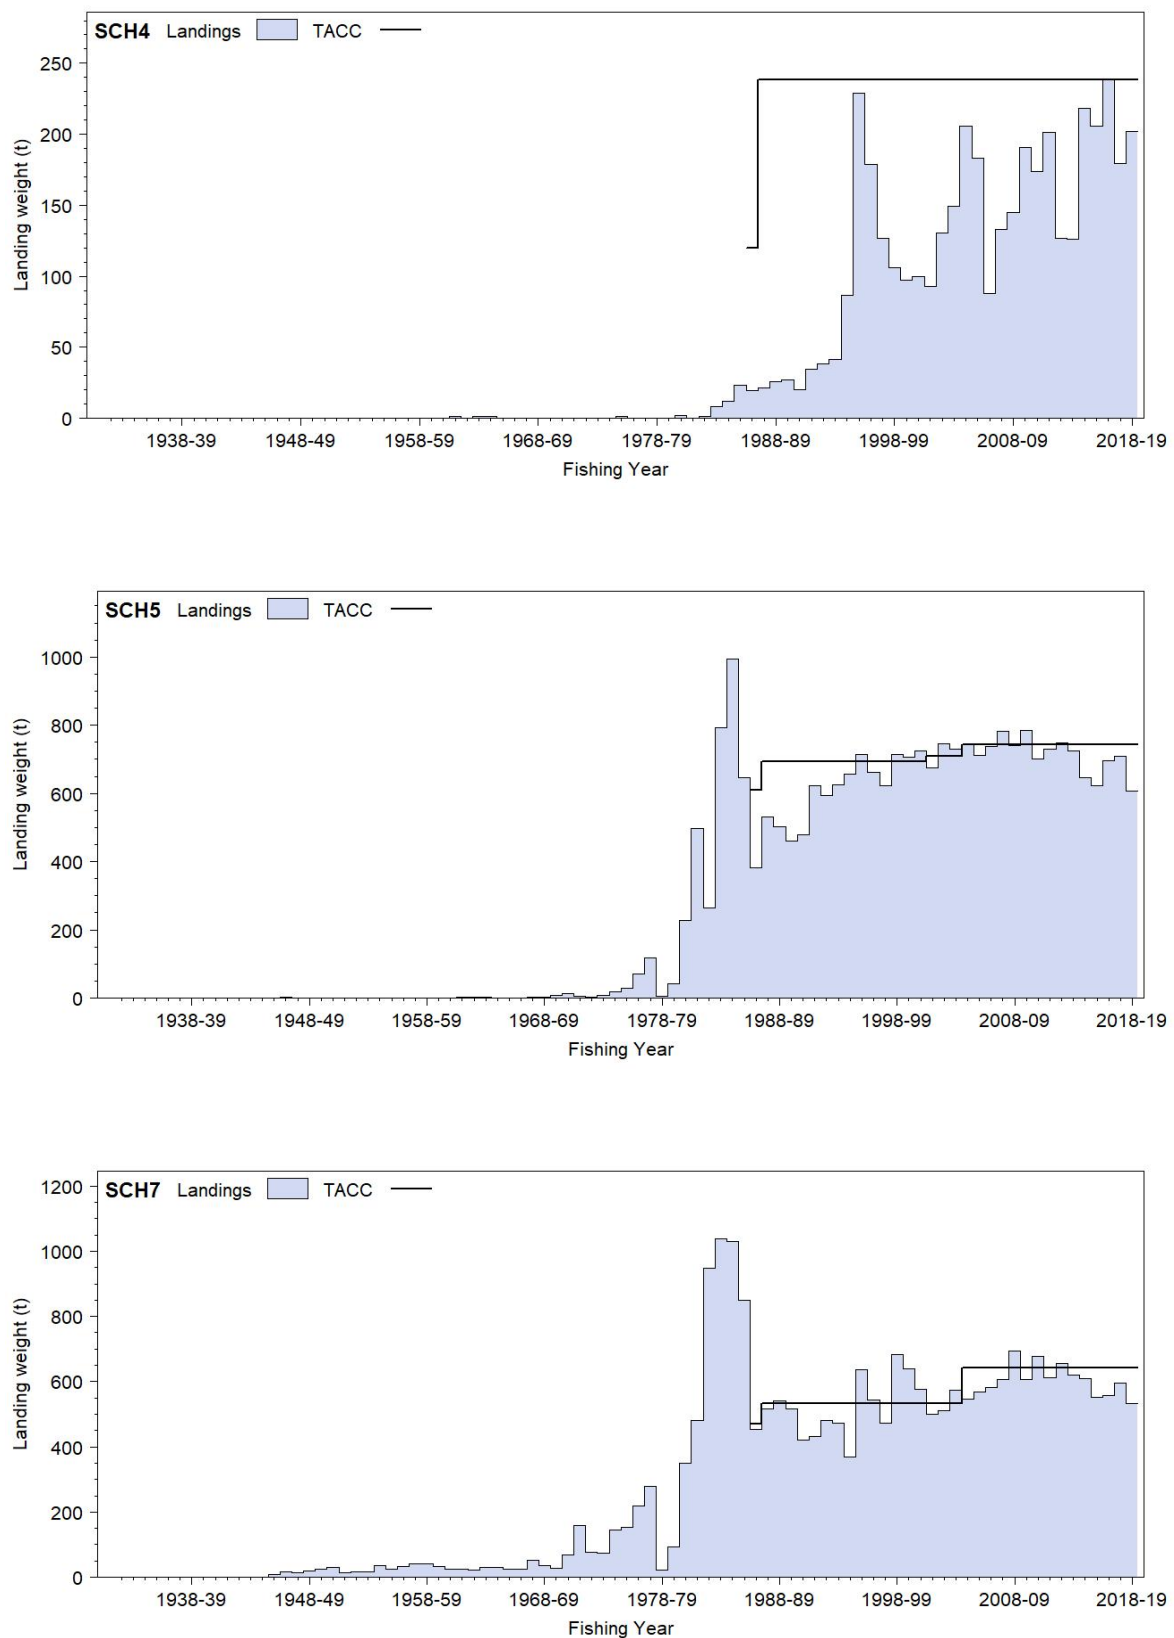 SCH4 Landings TACC
250
200
150
100
50
0
Landing weight (t)
1938-39 1948-49 1958-59 1968-69 1978-79 1988-89 1998-99 2008-09 2018-19
Fishing Year
SCH5 Landings TACC
1000
800
600
400
200
0
Landing weight (t)
1938-39 1948-49 1958-59 1968-69 1978-79 1988-89 1998-99 2008-09 2018-19
Fishing Year
SCH7 Landings TACC
1200
1000
800
600
400
200
0
Landing weight (t)
1938-39 1948-49 1958-59 1968-69 1978-79 1988-89 1998-99 2008-09 2018-19
Fishing Year